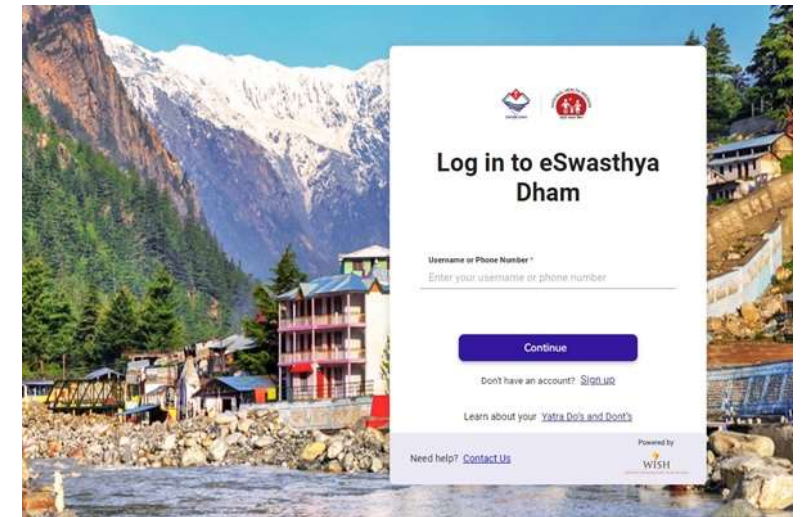 Log in to eSwasthya
Dham
Username or Phone Number *
Enter your username or phone number
Continue
Don't have an account? Sign up
Learn about your Yatra Do's and Dont's
Need help? Contact Us
Powered by
WISH